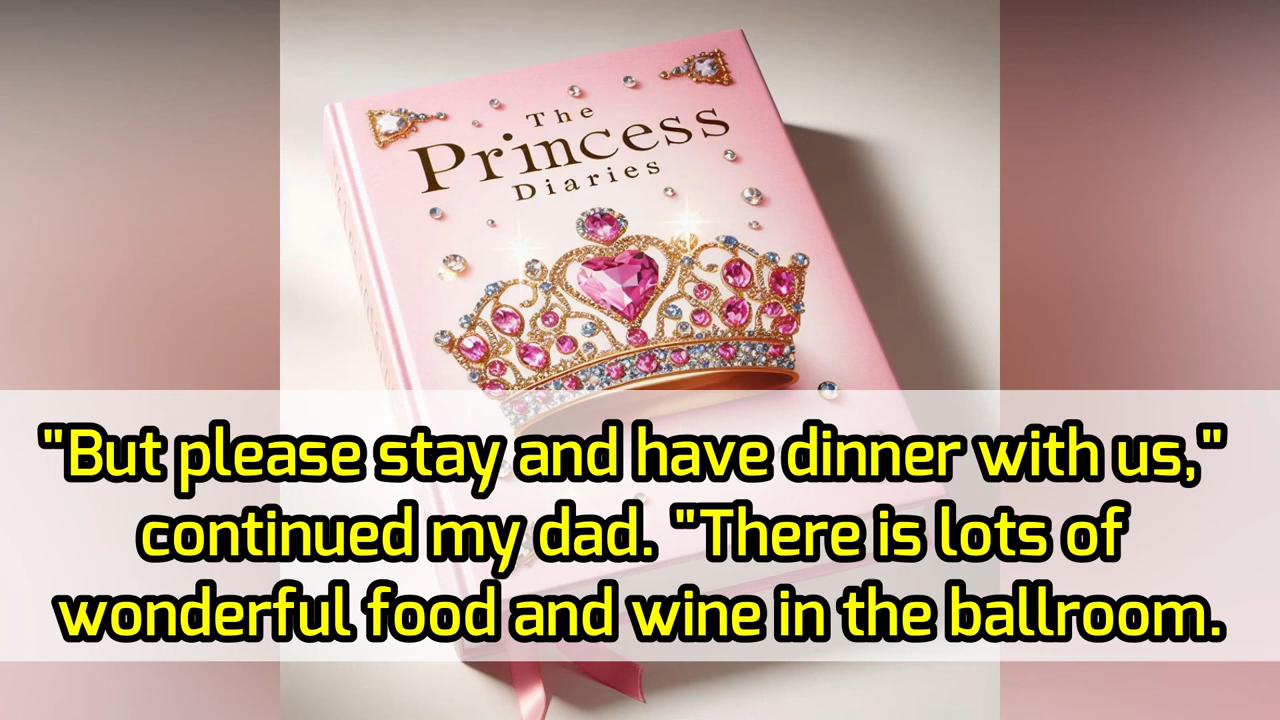 The
Princess
Diaries
"But please stay and have dinner with us,"
continued my dad. "There is lots of
wonderful food and wine in the ballroom.